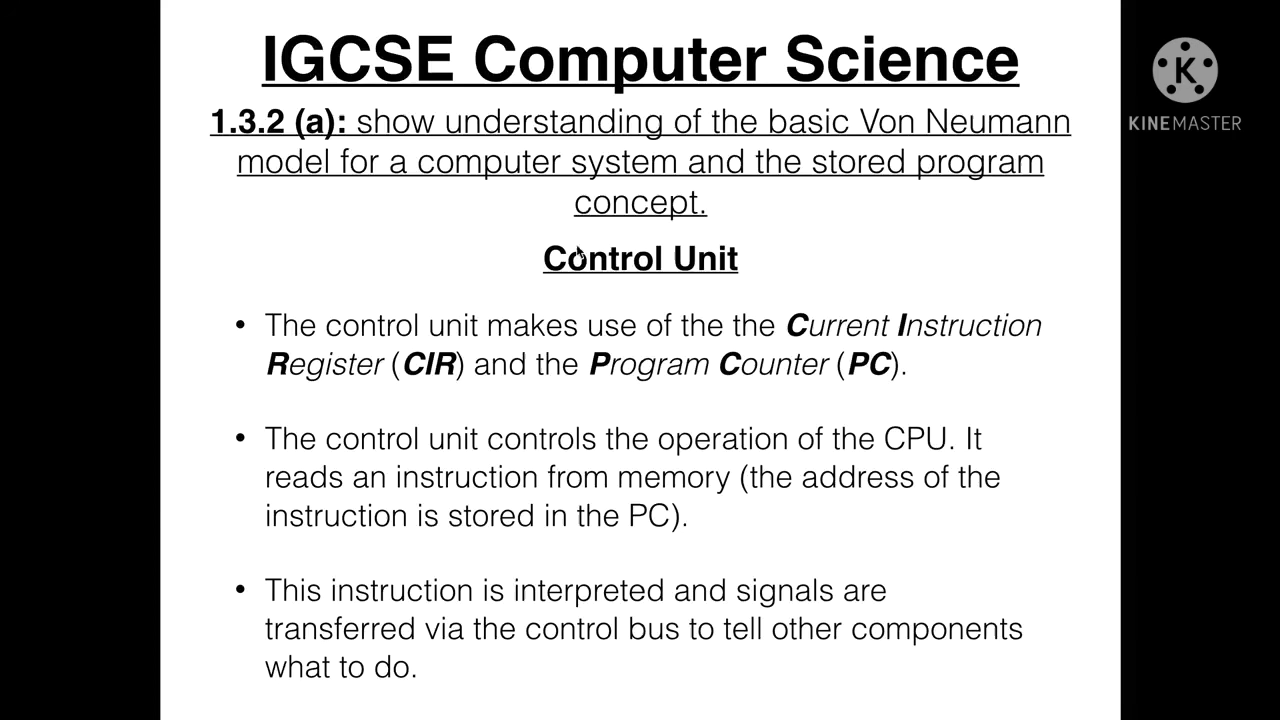 IGCSE Computer Science
1.3.2 (a): show understanding of the basic Von Neumann
model for a computer system and the stored program
concept.
Control Unit
• The control unit makes use of the the Current Instruction
Register (CIR) and the Program Counter (PC).
• The control unit controls the operation of the CPU. It
reads an instruction from memory (the address of the
instruction is stored in the PC).
• This instruction is interpreted and signals are
transferred via the control bus to tell other components
what to do.
K
KINEMASTER